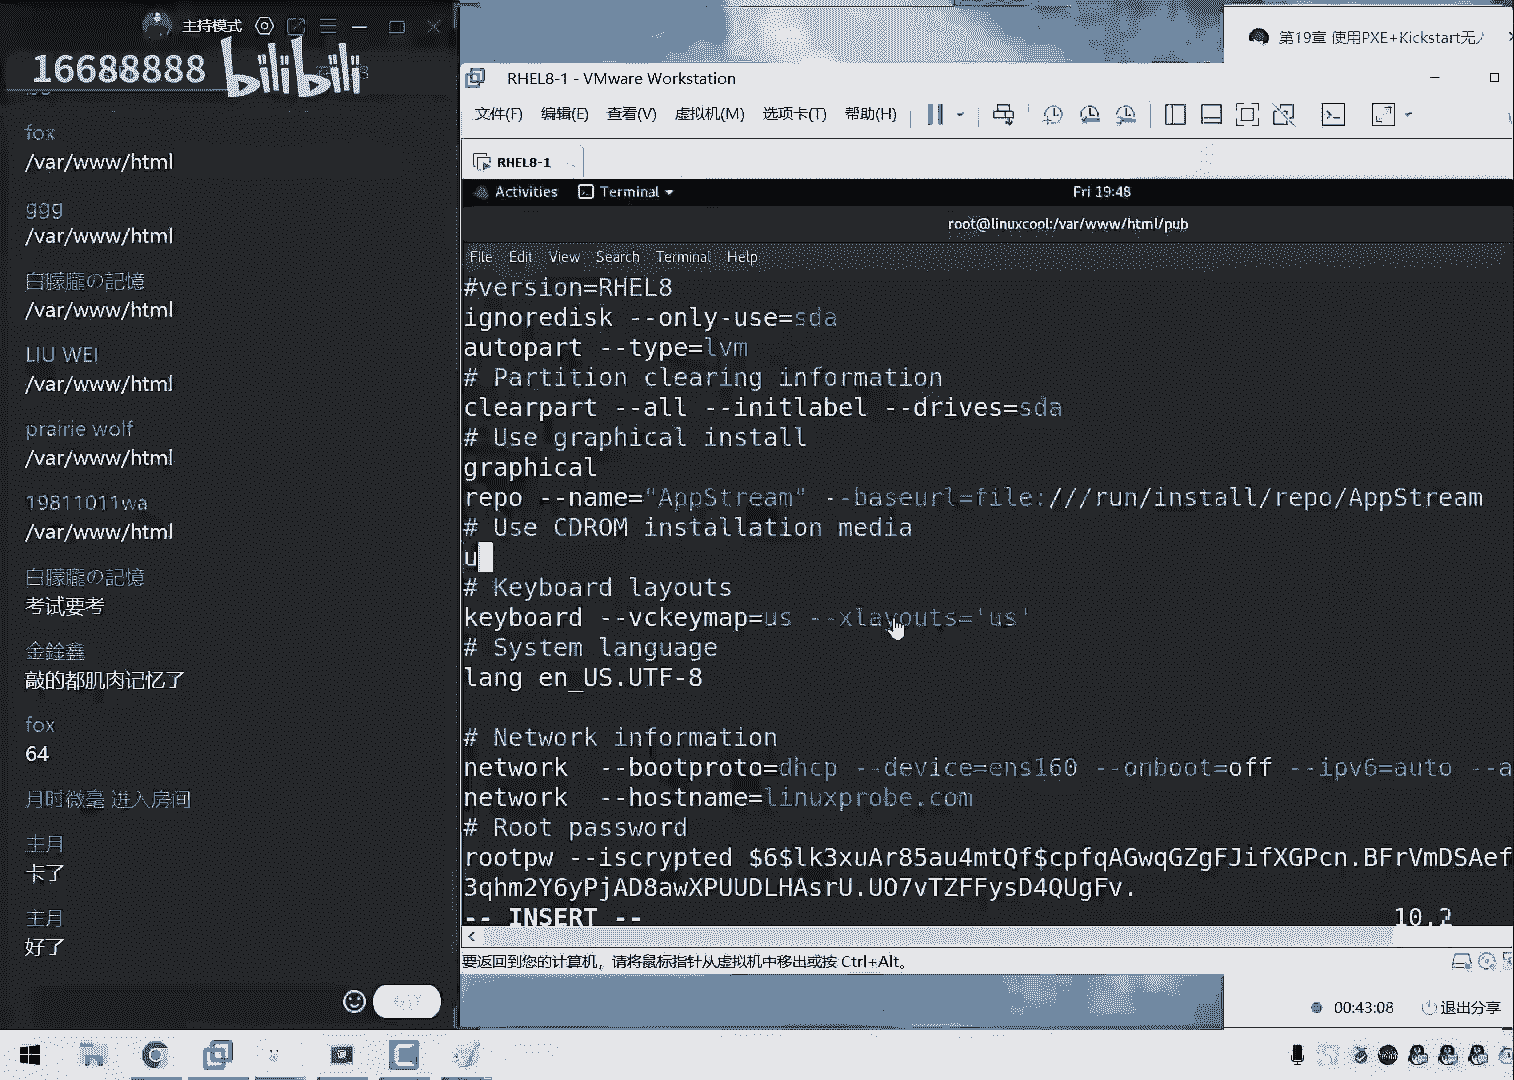 主持模式
16688888 bilibili
fox
/var/www/html
ggg
/var/www/html
白朦朧の記憶
/var/www/html
LIU WEI
/var/www/html
prairie wolf
/var/www/html
19811011wa
/var/www/html
白朦朧の記憶
考试要考
金鍂鑫
敲的都肌肉记忆了
fox
64
月时微毫 进入房间
主月
卡了
主月
好了
第19章 使用PXE+Kickstart无人
RHEL8-1 - VMware Workstation
文件(F) 编辑(E) 查看(V) 虚拟机(M) 选项卡(T) 帮助(H)
RHEL8-1
Activities Terminal Fri 19:48
root@linuxcool:/var/www/html/pub
File Edit View Search Terminal Help
#version=RHEL8
ignoredisk --only-use=sda
autopart --type=lvm
# Partition clearing information
clearpart --all --initlabel --drives=sda
# Use graphical install
graphical
repo --name="AppStream" --baseurl=file:///run/install/repo/AppStream
# Use CDROM installation media
u
# Keyboard layouts
keyboard --vckeymap=us --xlayouts='us'
# System language
lang en_US.UTF-8
# Network information
network  --bootproto=dhcp --device=ens160 --onboot=off --ipv6=auto --a
network  --hostname=linuxprobe.com
# Root password
rootpw --iscrypted $6$lk3xuAr85au4mtQf$cpfqAGwqGZgFJifXGPcn.BFrVmDSAef
3qhm2Y6yPjAD8awXPUUDLHAsrU.UO7vTZFFysD4QUgFv.
-- INSERT -- 10,2
要返回到您的计算机，请将鼠标指针从虚拟机中移出或按 Ctrl+Alt。
00:43:08 退出分享